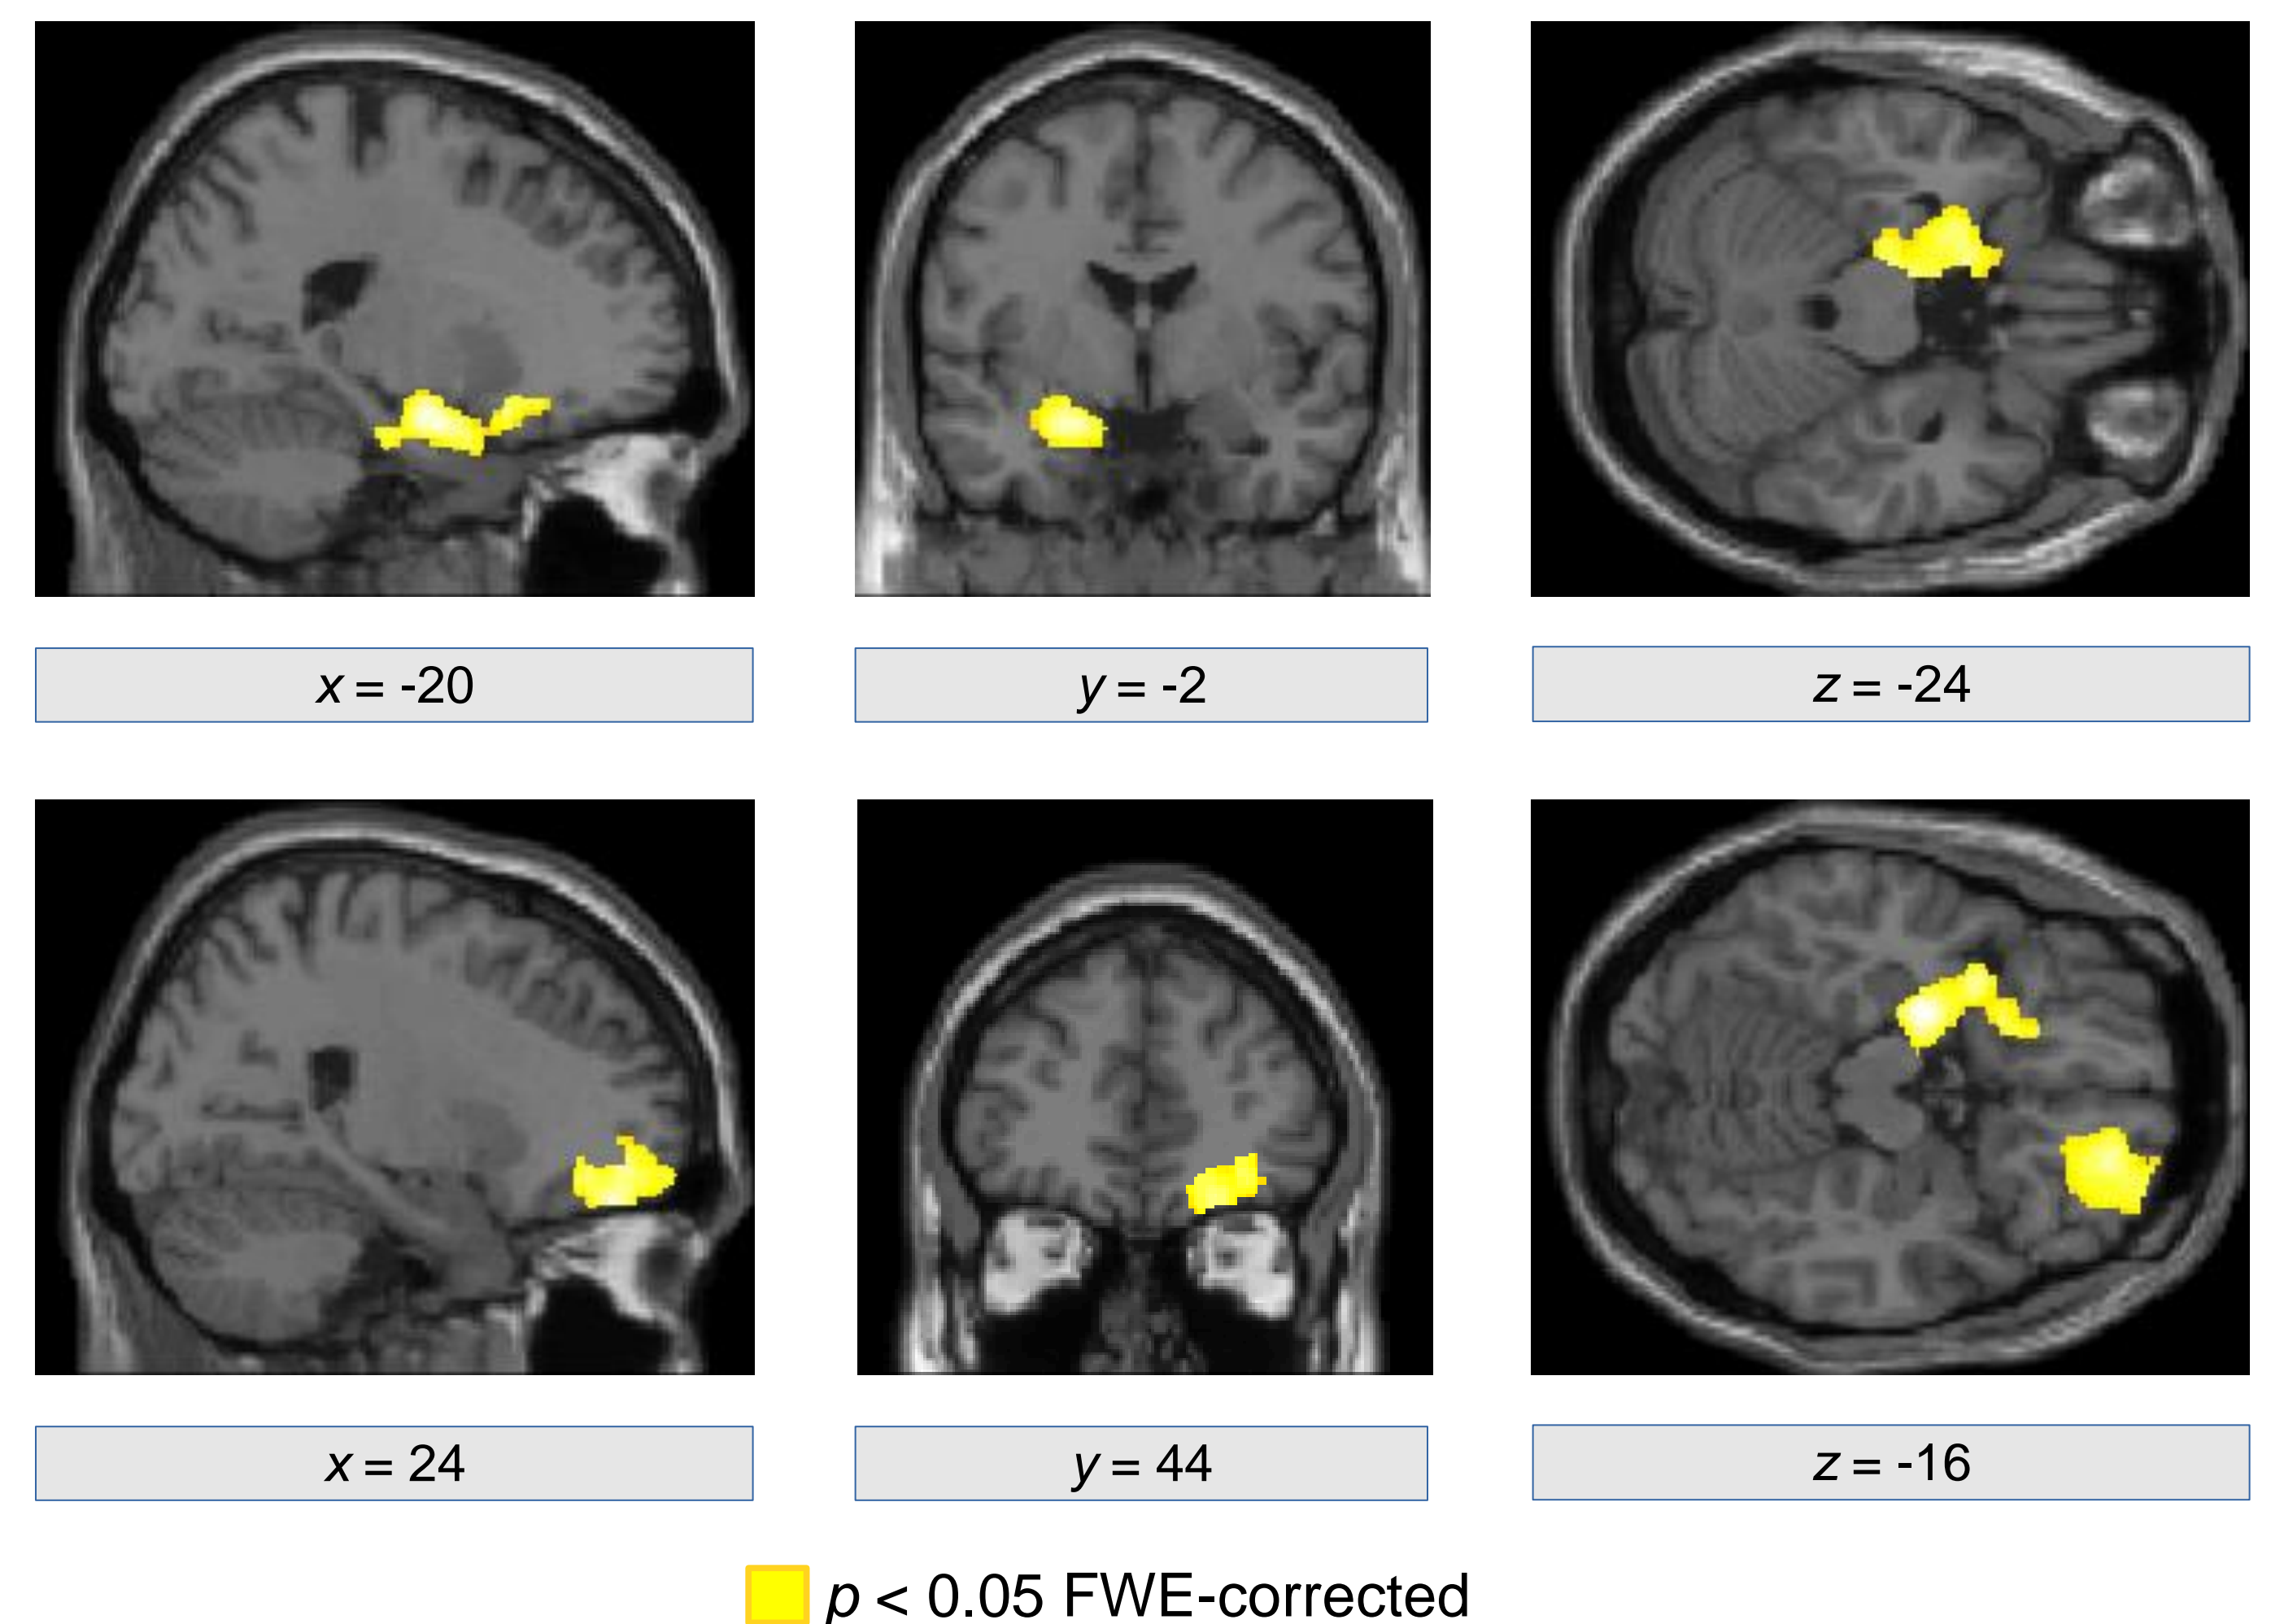 x = -20
y = -2
z = -24
x = 24
y = 44
z = -16
p < 0.05 FWE-corrected